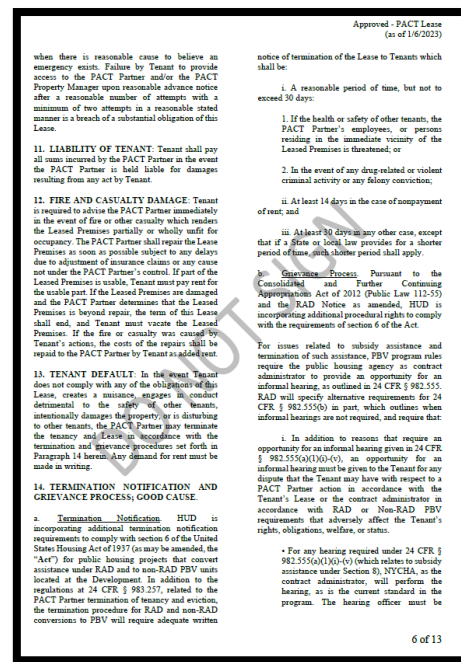 Approved - PACT Lease
(as of 1/6/2023)
when there is reasonable cause to believe an
emergency exists. Failure by Tenant to provide
access to the PACT Partner and/or the PACT
Property Manager upon reasonable advance notice
after a reasonable number of attempts with a
minimum of two attempts in a reasonable stated
manner is a breach of a substantial obligation of this
Lease.
11. LIABILITY OF TENANT: Tenant shall pay
all sums incurred by the PACT Partner in the event
the PACT Partner is held liable for damages
resulting from any act by Tenant.
12. FIRE AND CASUALTY DAMAGE: Tenant
is required to advise the PACT Partner immediately
in the event of fire or other casualty which renders
the Leased Premises partially or wholly unfit for
occupancy. The PACT Partner shall repair the Lease
Premises as soon as possible subject to any delays
due to adjustment of insurance claims or any cause
not under the PACT Partner's control. If part of the
Leased Premises is usable, Tenant must pay rent for
the usable part. If the Leased Premises are damaged
and the PACT Partner determines that the Leased
Premises is beyond repair, the term of this Lease
shall end, and Tenant must vacate the Leased
Premises. If the fire or casualty was caused by
Tenant's actions, the costs of the repairs shall be
repaid to the PACT Partner by Tenant as added rent.
13. TENANT DEFAULT: In the event Tenant
does not comply with any of the obligations of this
Lease, creates a nuisance, engages in conduct
detrimental to the safety of other tenants,
intentionally damages the property, or is disturbing
to other tenants, the PACT Partner may terminate
the tenancy and Lease in accordance with the
termination and grievance procedures set forth in
Paragraph 14 herein. Any demand for rent must be
made in writing.
14. TERMINATION NOTIFICATION AND
GRIEVANCE PROCESS; GOOD CAUSE.
a. Termination Notification. HUD is
incorporating additional termination notification
requirements to comply with section 6 of the United
States Housing Act of 1937 (as may be amended, the
"Act") for public housing projects that convert
assistance under RAD and to non-RAD PBV units
located at the Development. In addition to the
regulations at 24 CFR § 983.257, related to the
PACT Partner termination of tenancy and eviction,
the termination procedure for RAD and non-RAD
conversions to PBV will require adequate written
notice of termination of the Lease to Tenants which
shall be:
i. A reasonable period of time, but not to
exceed 30 days:
1. If the health or safety of other tenants, the
PACT Partner's employees, or persons
residing in the immediate vicinity of the
Leased Premises is threatened; or
2. In the event of any drug-related or violent
criminal activity or any felony conviction;
ii. At least 14 days in the case of nonpayment
of rent; and
iii. At least 30 days in any other case, except
that if a State or local law provides for a shorter
period of time, such shorter period shall apply.
b. Grievance Process. Pursuant to the
Consolidated and Further Continuing
Appropriations Act of 2012 (Public Law 112-55)
and the RAD Notice as amended, HUD is
incorporating additional procedural rights to comply
with the requirements of section 6 of the Act.
For issues related to subsidy assistance and
termination of such assistance, PBV program rules
require the public housing agency as contract
administrator to provide an opportunity for an
informal hearing, as outlined in 24 CFR § 982.555.
RAD will specify alternative requirements for 24
CFR § 982.555(b) in part, which outlines when
informal hearings are not required, and require that:
i. In addition to reasons that require an
opportunity for an informal hearing given in 24 CFR
§ 982.555(a)(1)(i)-(v), an opportunity for an
informal hearing must be given to the Tenant for any
dispute that the Tenant may have with respect to a
PACT Partner action in accordance with the
Tenant's Lease or the contract administrator in
accordance with RAD or Non-RAD PBV
requirements that adversely affect the Tenant's
rights, obligations, welfare, or status.
• For any hearing required under 24 CFR §
982.555(a)(1)(i)-(v) (which relates to subsidy
assistance under Section 8), NYCHA, as the
contract administrator, will perform the
hearing, as is the current standard in the
program. The hearing officer must be
DO NOT SIGN
6 of 13